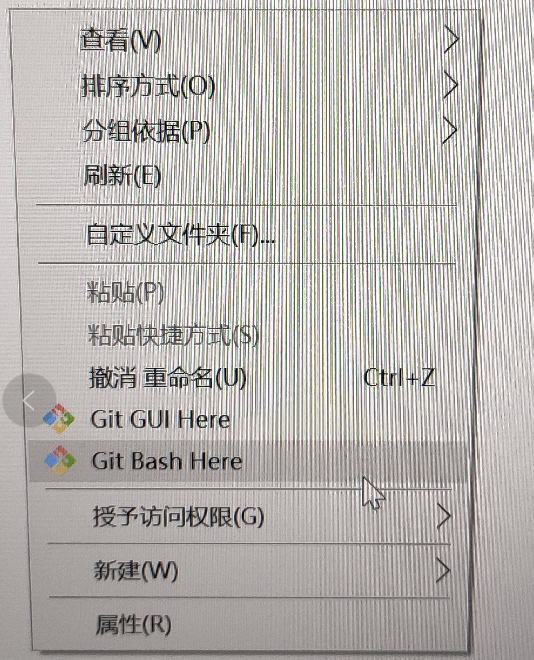 查看(V)
排序方式(O)
分组依据(P)
刷新(E)
自定义文件夹(F)...
粘贴(P)
粘贴快捷方式(S)
撤消 重命名(U) Ctrl+Z
Git GUI Here
Git Bash Here
授予访问权限(G)
新建(W)
属性(R)